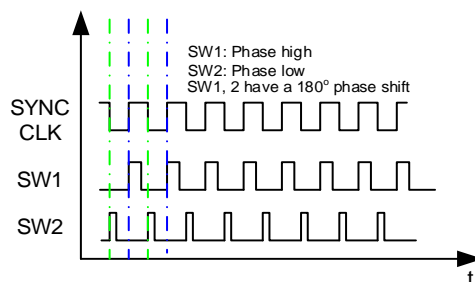 SW1: Phase high
SW2: Phase low
SW1, 2 have a 180° phase shift
SYNC
CLK
SW1
SW2
t